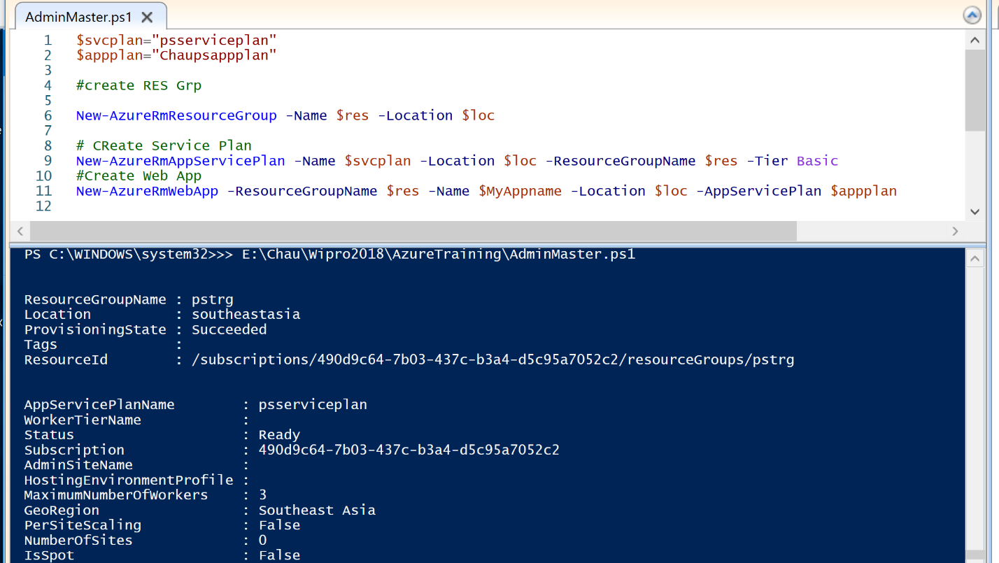 AdminMaster.ps1
1 $svcplan="psserviceplan"
2 $appplan="Chaupsappplan"
3
4 #create RES Grp
5
6 New-AzureRmResourceGroup -Name $res -Location $loc
7
8 # CReate Service Plan
9 New-AzureRmAppServicePlan -Name $svcplan -Location $loc -ResourceGroupName $res -Tier Basic
10 #Create Web App
11 New-AzureRmWebApp -ResourceGroupName $res -Name $MyAppname -Location $loc -AppServicePlan $appplan
12
PS C:\WINDOWS\system32>>> E:\Chau\Wipro2018\AzureTraining\AdminMaster.ps1
ResourceGroupName : pstrg
Location : southeastasia
ProvisioningState : Succeeded
Tags :
ResourceId : /subscriptions/490d9c64-7b03-437c-b3a4-d5c95a7052c2/resourceGroups/pstrg
AppServicePlanName : psserviceplan
WorkerTierName :
Status : Ready
Subscription : 490d9c64-7b03-437c-b3a4-d5c95a7052c2
AdminSiteName :
HostingEnvironmentProfile :
MaximumNumberOfWorkers : 3
GeoRegion : Southeast Asia
PerSiteScaling : False
NumberOfSites : 0
IsSpot : False